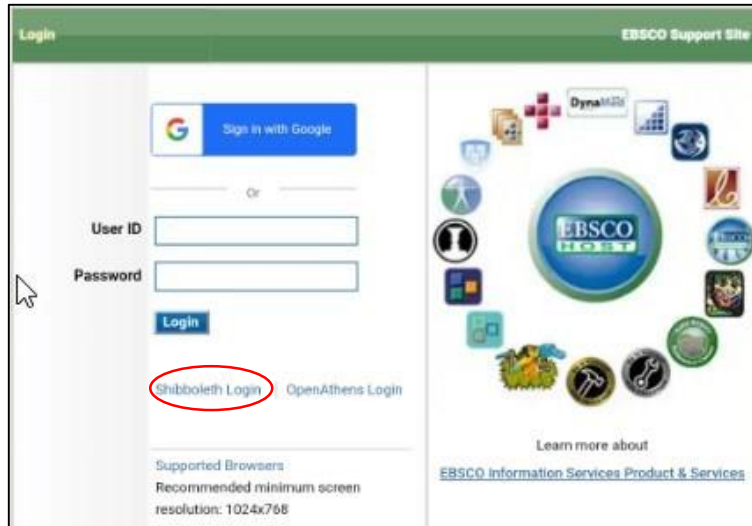 Login
EBSCO Support Site
Sign in with Google
Or
User ID
Password
Login
Shibboleth Login
OpenAthens Login
Supported Browsers
Recommended minimum screen
resolution: 1024x768
EBSCO
HOST
Learn more about
EBSCO Information Services Product & Services